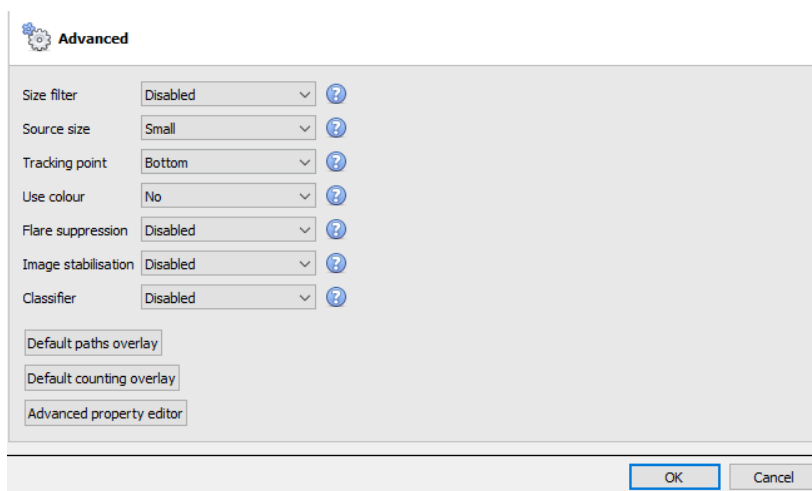 Advanced
Size filter Disabled
Source size Small
Tracking point Bottom
Use colour No
Flare suppression Disabled
Image stabilisation Disabled
Classifier Disabled
Default paths overlay
Default counting overlay
Advanced property editor
OK Cancel